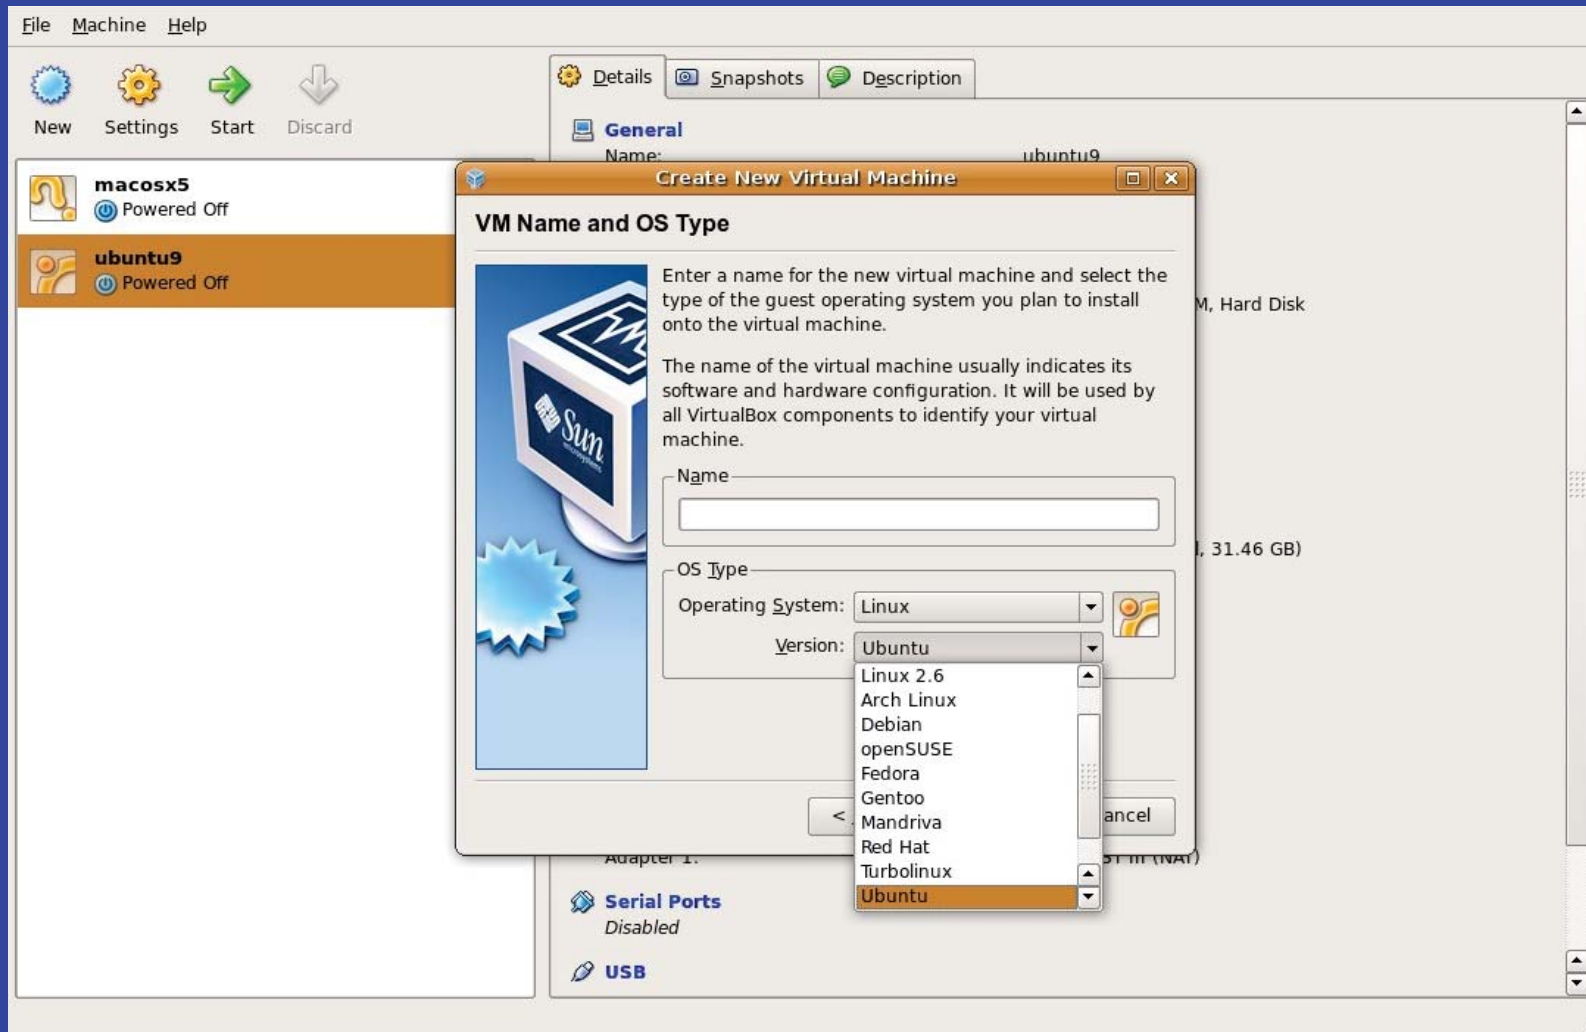 File Machine Help
New Settings Start Discard
macosx5
Powered Off
ubuntu9
Powered Off
Details Snapshots Description
General
Name: ubuntu9
Create New Virtual Machine
VM Name and OS Type
Sun
microsystems
Enter a name for the new virtual machine and select the
type of the guest operating system you plan to install
onto the virtual machine.
The name of the virtual machine usually indicates its
software and hardware configuration. It will be used by
all VirtualBox components to identify your virtual
machine.
Name
OS Type
Operating System: Linux
Version: Ubuntu
Linux 2.6
Arch Linux
Debian
openSUSE
Fedora
Gentoo
Mandriva
Red Hat
Turbolinux
Ubuntu
< ancel
M, Hard Disk
, 31.46 GB)
Adapter 1: (NAT)
Serial Ports
Disabled
USB